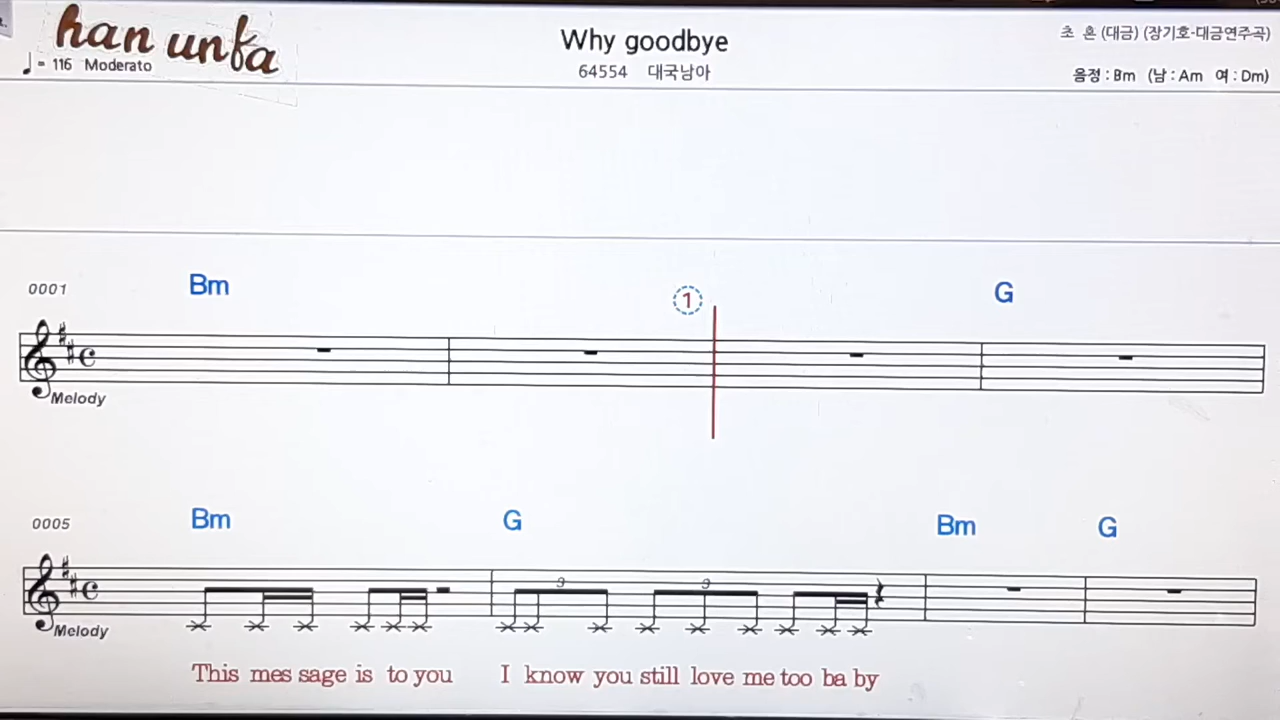 han unfa
♩= 116 Moderato
Why goodbye
64554 대국남아
초 혼 (대금) (장기호-대금연주곡)
음정 : Bm (남 : Am 여 : Dm)
0001 Bm ① G
Melody
0005 Bm G Bm G
3 3
Melody
This mes sage is to you I know you still love me too ba by